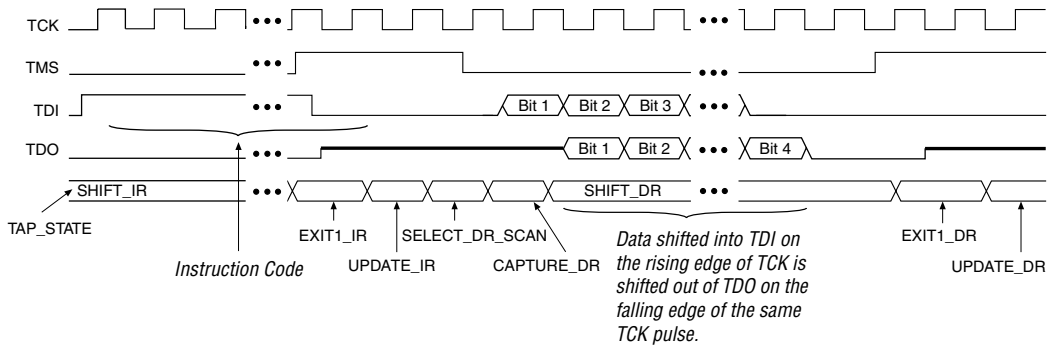 TCK
TMS
TDI Bit 1 Bit 2 Bit 3
TDO Bit 1 Bit 2 Bit 4
SHIFT_IR SHIFT_DR
TAP_STATE
EXIT1_IR SELECT_DR_SCAN EXIT1_DR
Instruction Code UPDATE_IR CAPTURE_DR UPDATE_DR
Data shifted into TDI on
the rising edge of TCK is
shifted out of TDO on the
falling edge of the same
TCK pulse.